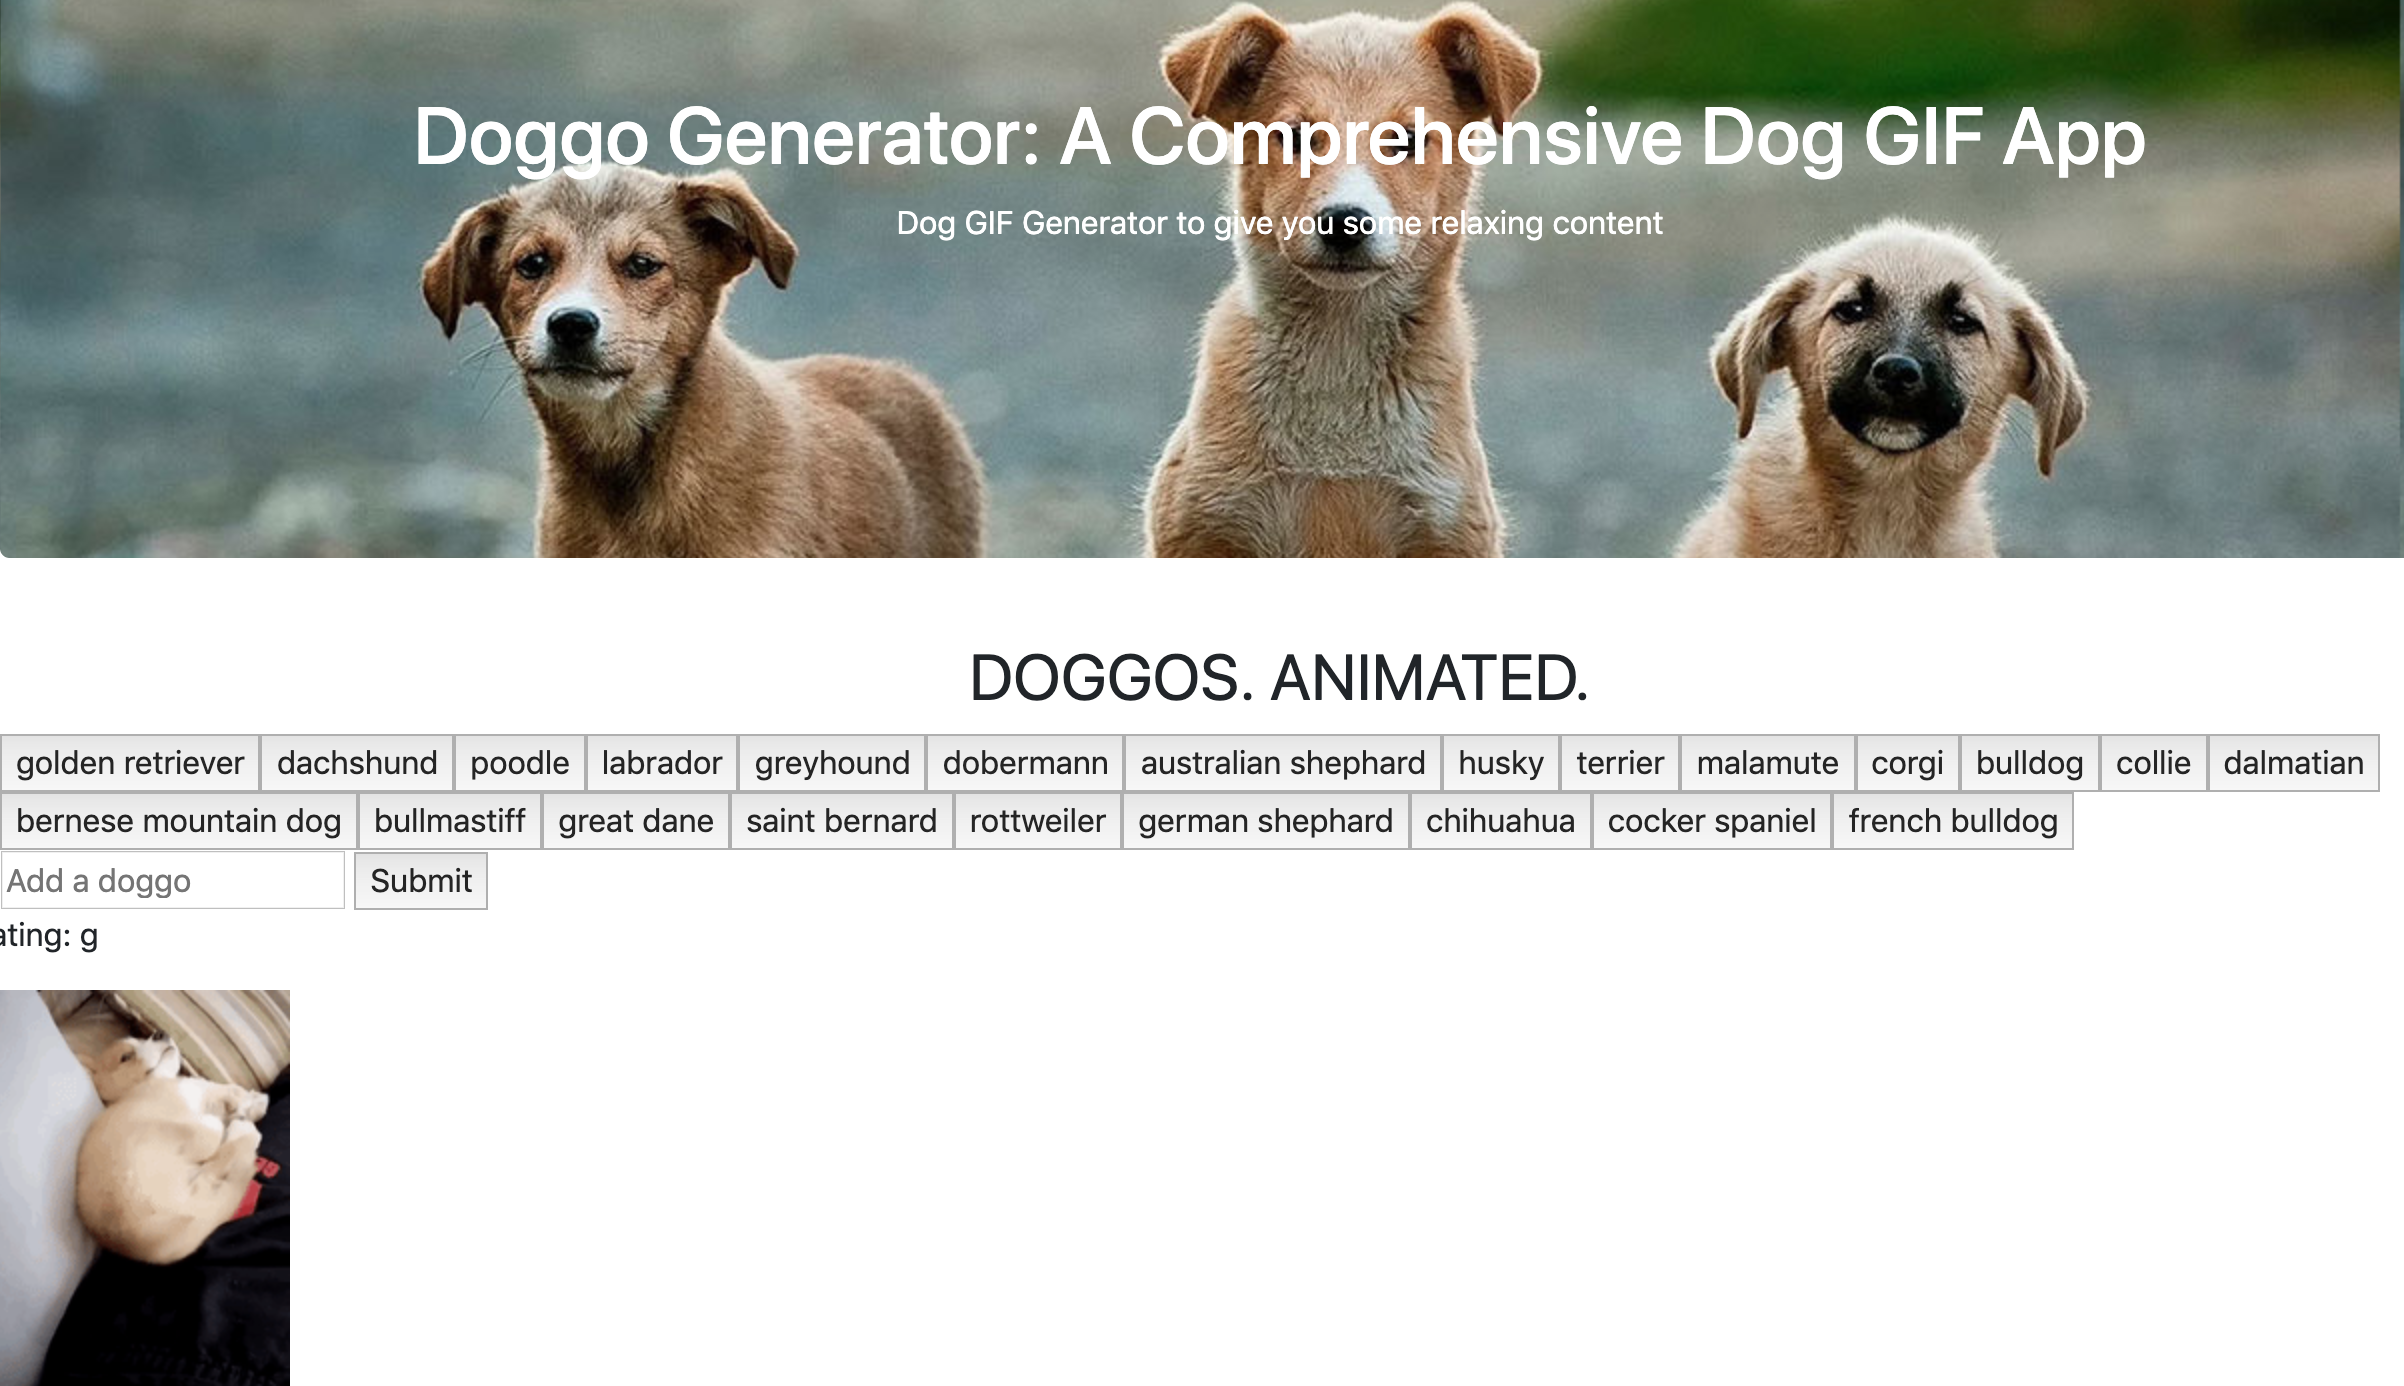 Doggo Generator: A Comprehensive Dog GIF App
Dog GIF Generator to give you some relaxing content
DOGGOS. ANIMATED.
golden retriever dachshund poodle labrador greyhound dobermann australian shepherd husky terrier malamute corgi bulldog collie dalmatian
bernese mountain dog bullmastiff great dane saint bernard rottweiler german shephard chihuahua cocker spaniel french bulldog
Add a doggo Submit
ating: g